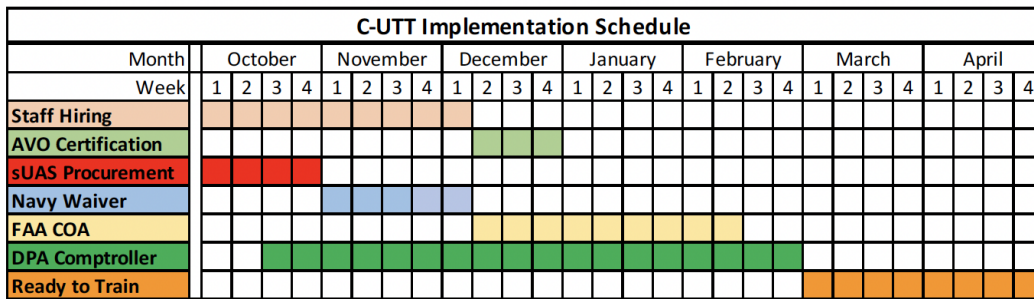 C-UTT Implementation Schedule
Month October November December January February March April
Week 1 2 3 4 1 2 3 4 1 2 3 4 1 2 3 4 1 2 3 4 1 2 3 4 1 2 3 4
Staff Hiring
AVO Certification
sUAS Procurement
Navy Waiver
FAA COA
DPA Comptroller
Ready to Train